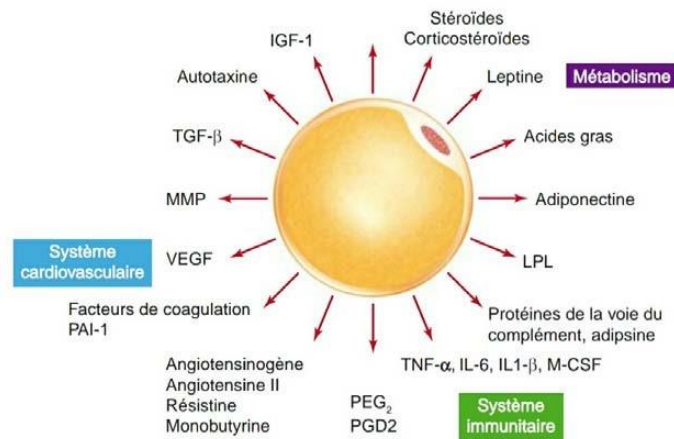 Stéroïdes
Corticostéroïdes
IGF-1
Autotaxine
Leptine
Métabolisme
TGF-β
Acides gras
MMP
Adiponectine
Système
cardiovasculaire
VEGF
LPL
Facteurs de coagulation
PAI-1
Protéines de la voie du
complément, adipsine
Angiotensinogène
Angiotensine II
Résistine
Monobutyrine
PEG₂
PGD2
TNF-α, IL-6, IL1-β, M-CSF
Système
immunitaire